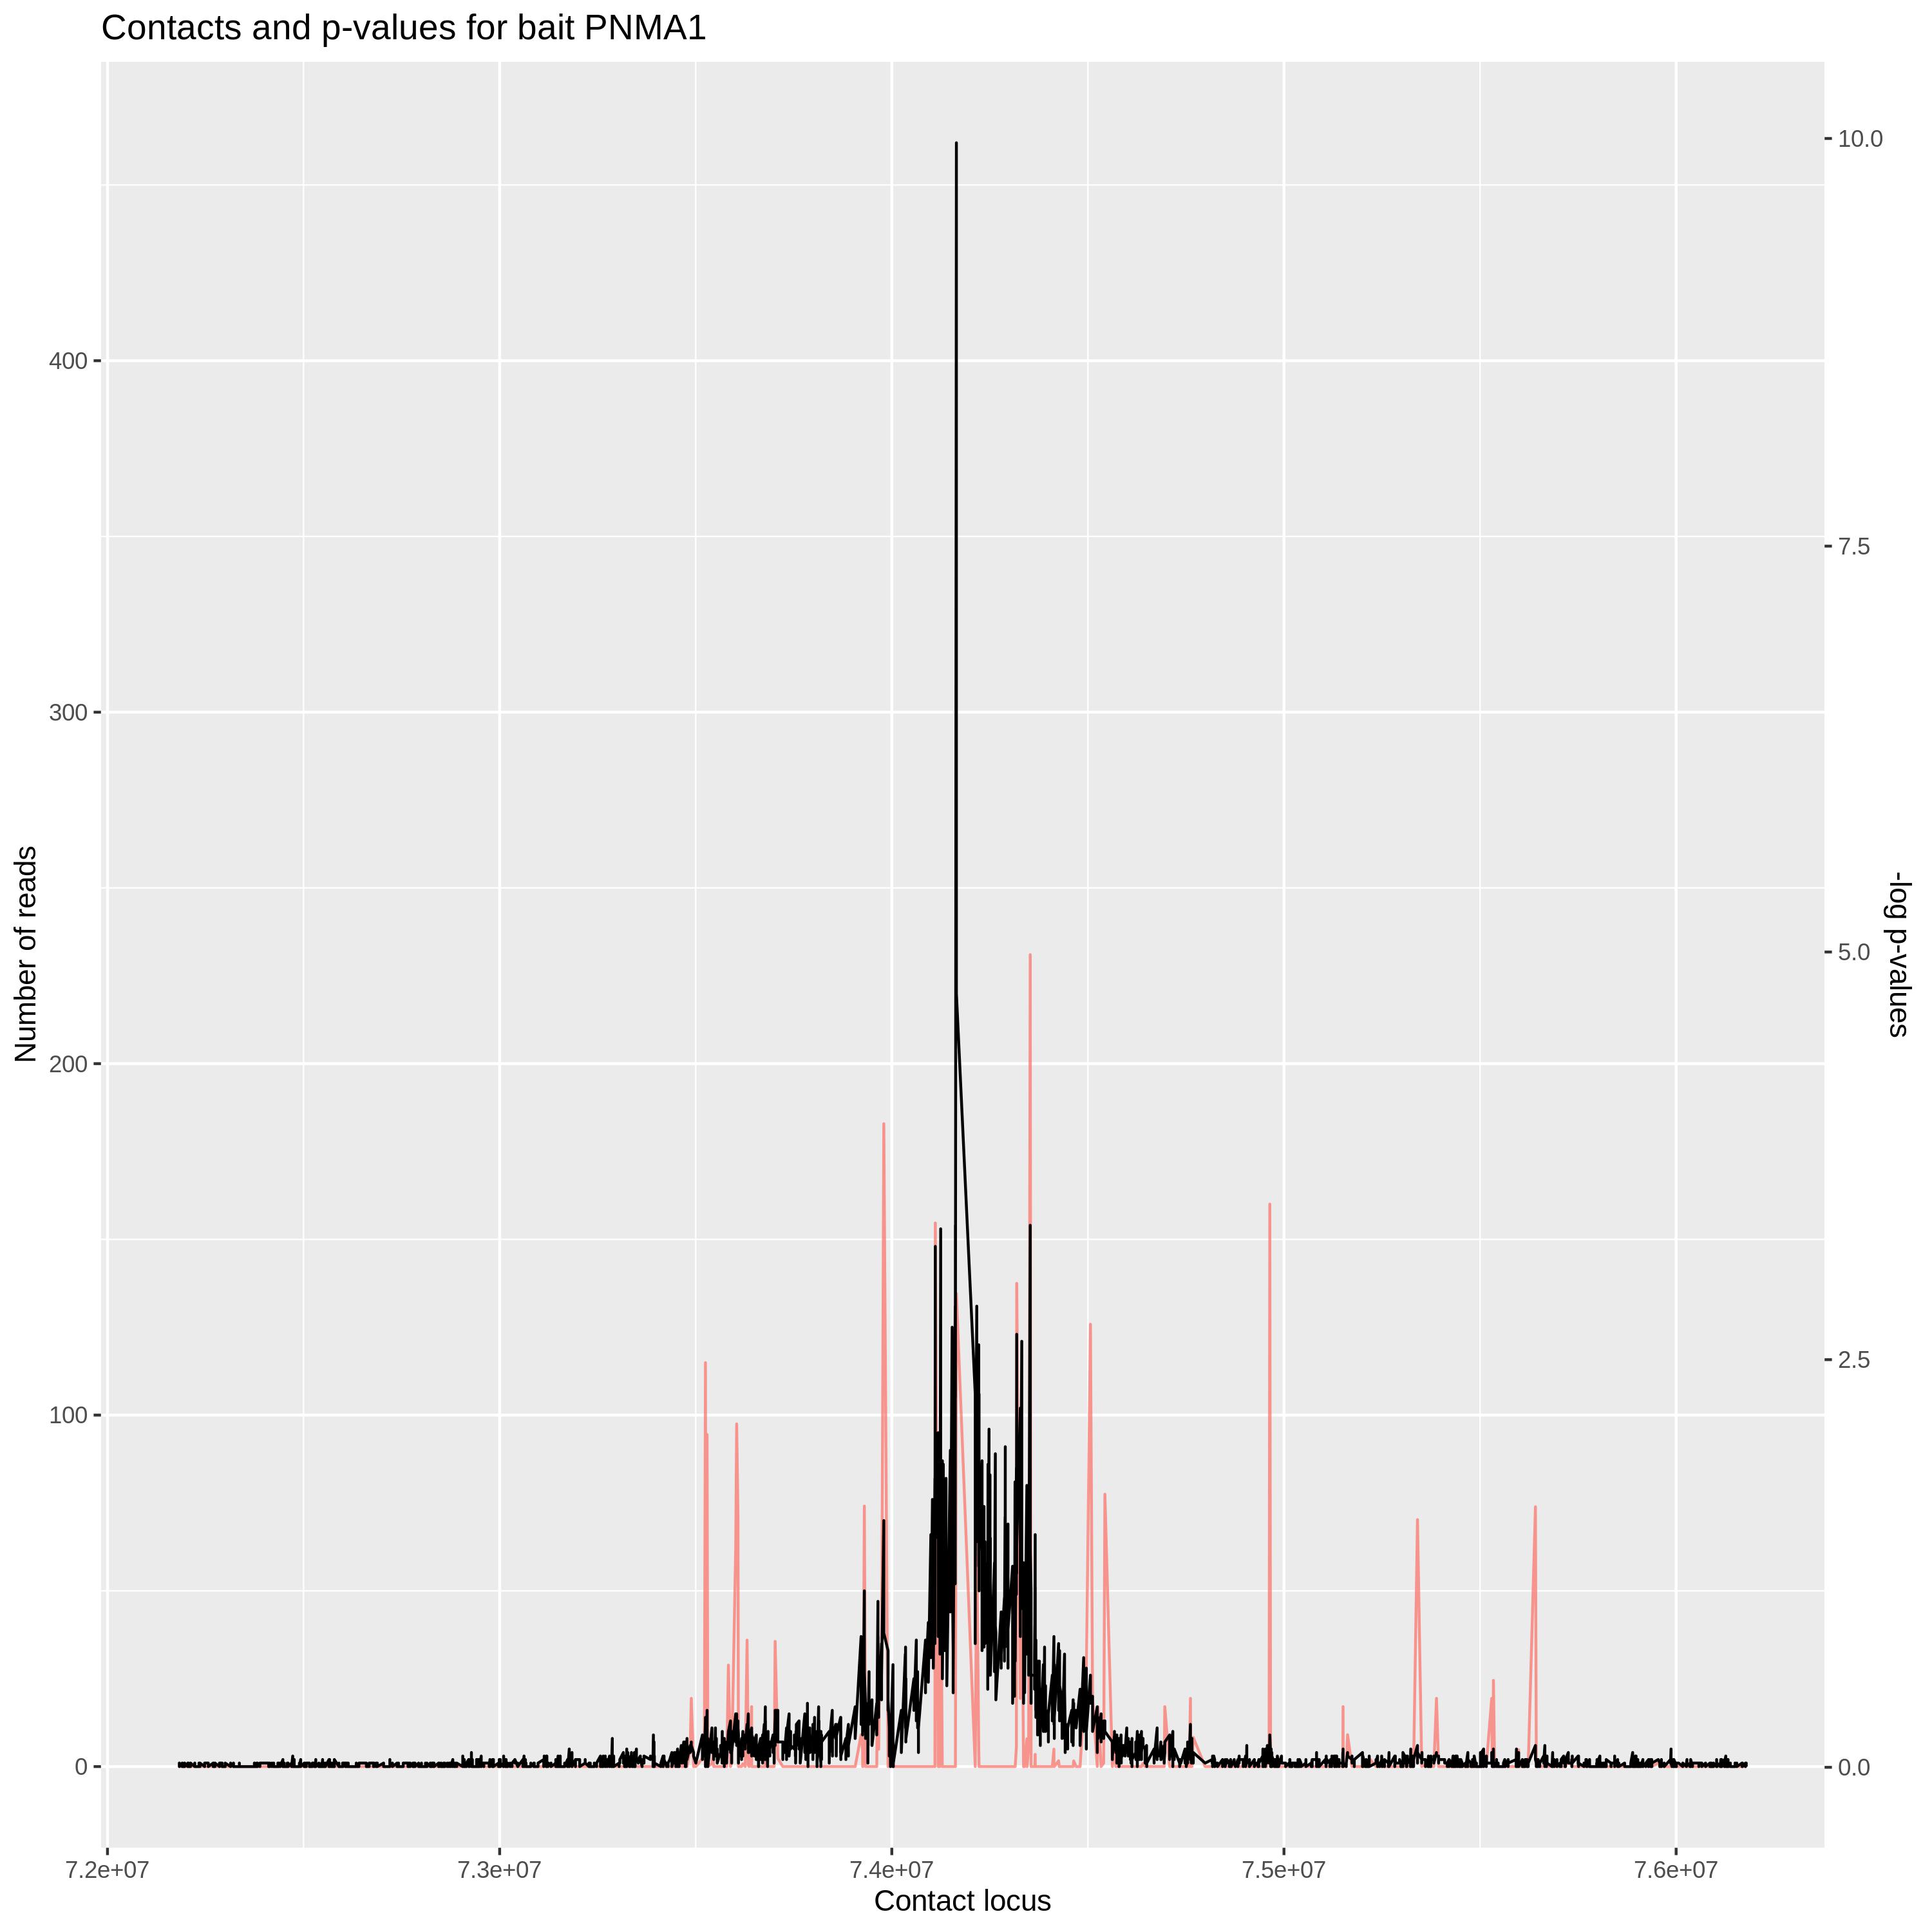 Contacts and p-values for bait PNMA1
Number of reads
400
300
200
100
0
10.0
7.5
5.0
2.5
0.0
-log p-values
7.2e+07 7.3e+07 7.4e+07 7.5e+07 7.6e+07
Contact locus